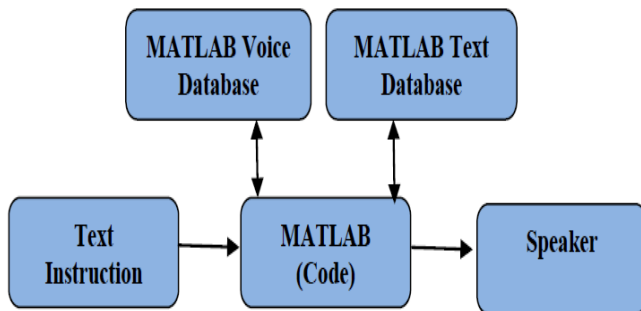 MATLAB Voice
Database
MATLAB Text
Database
Text
Instruction
MATLAB
(Code)
Speaker